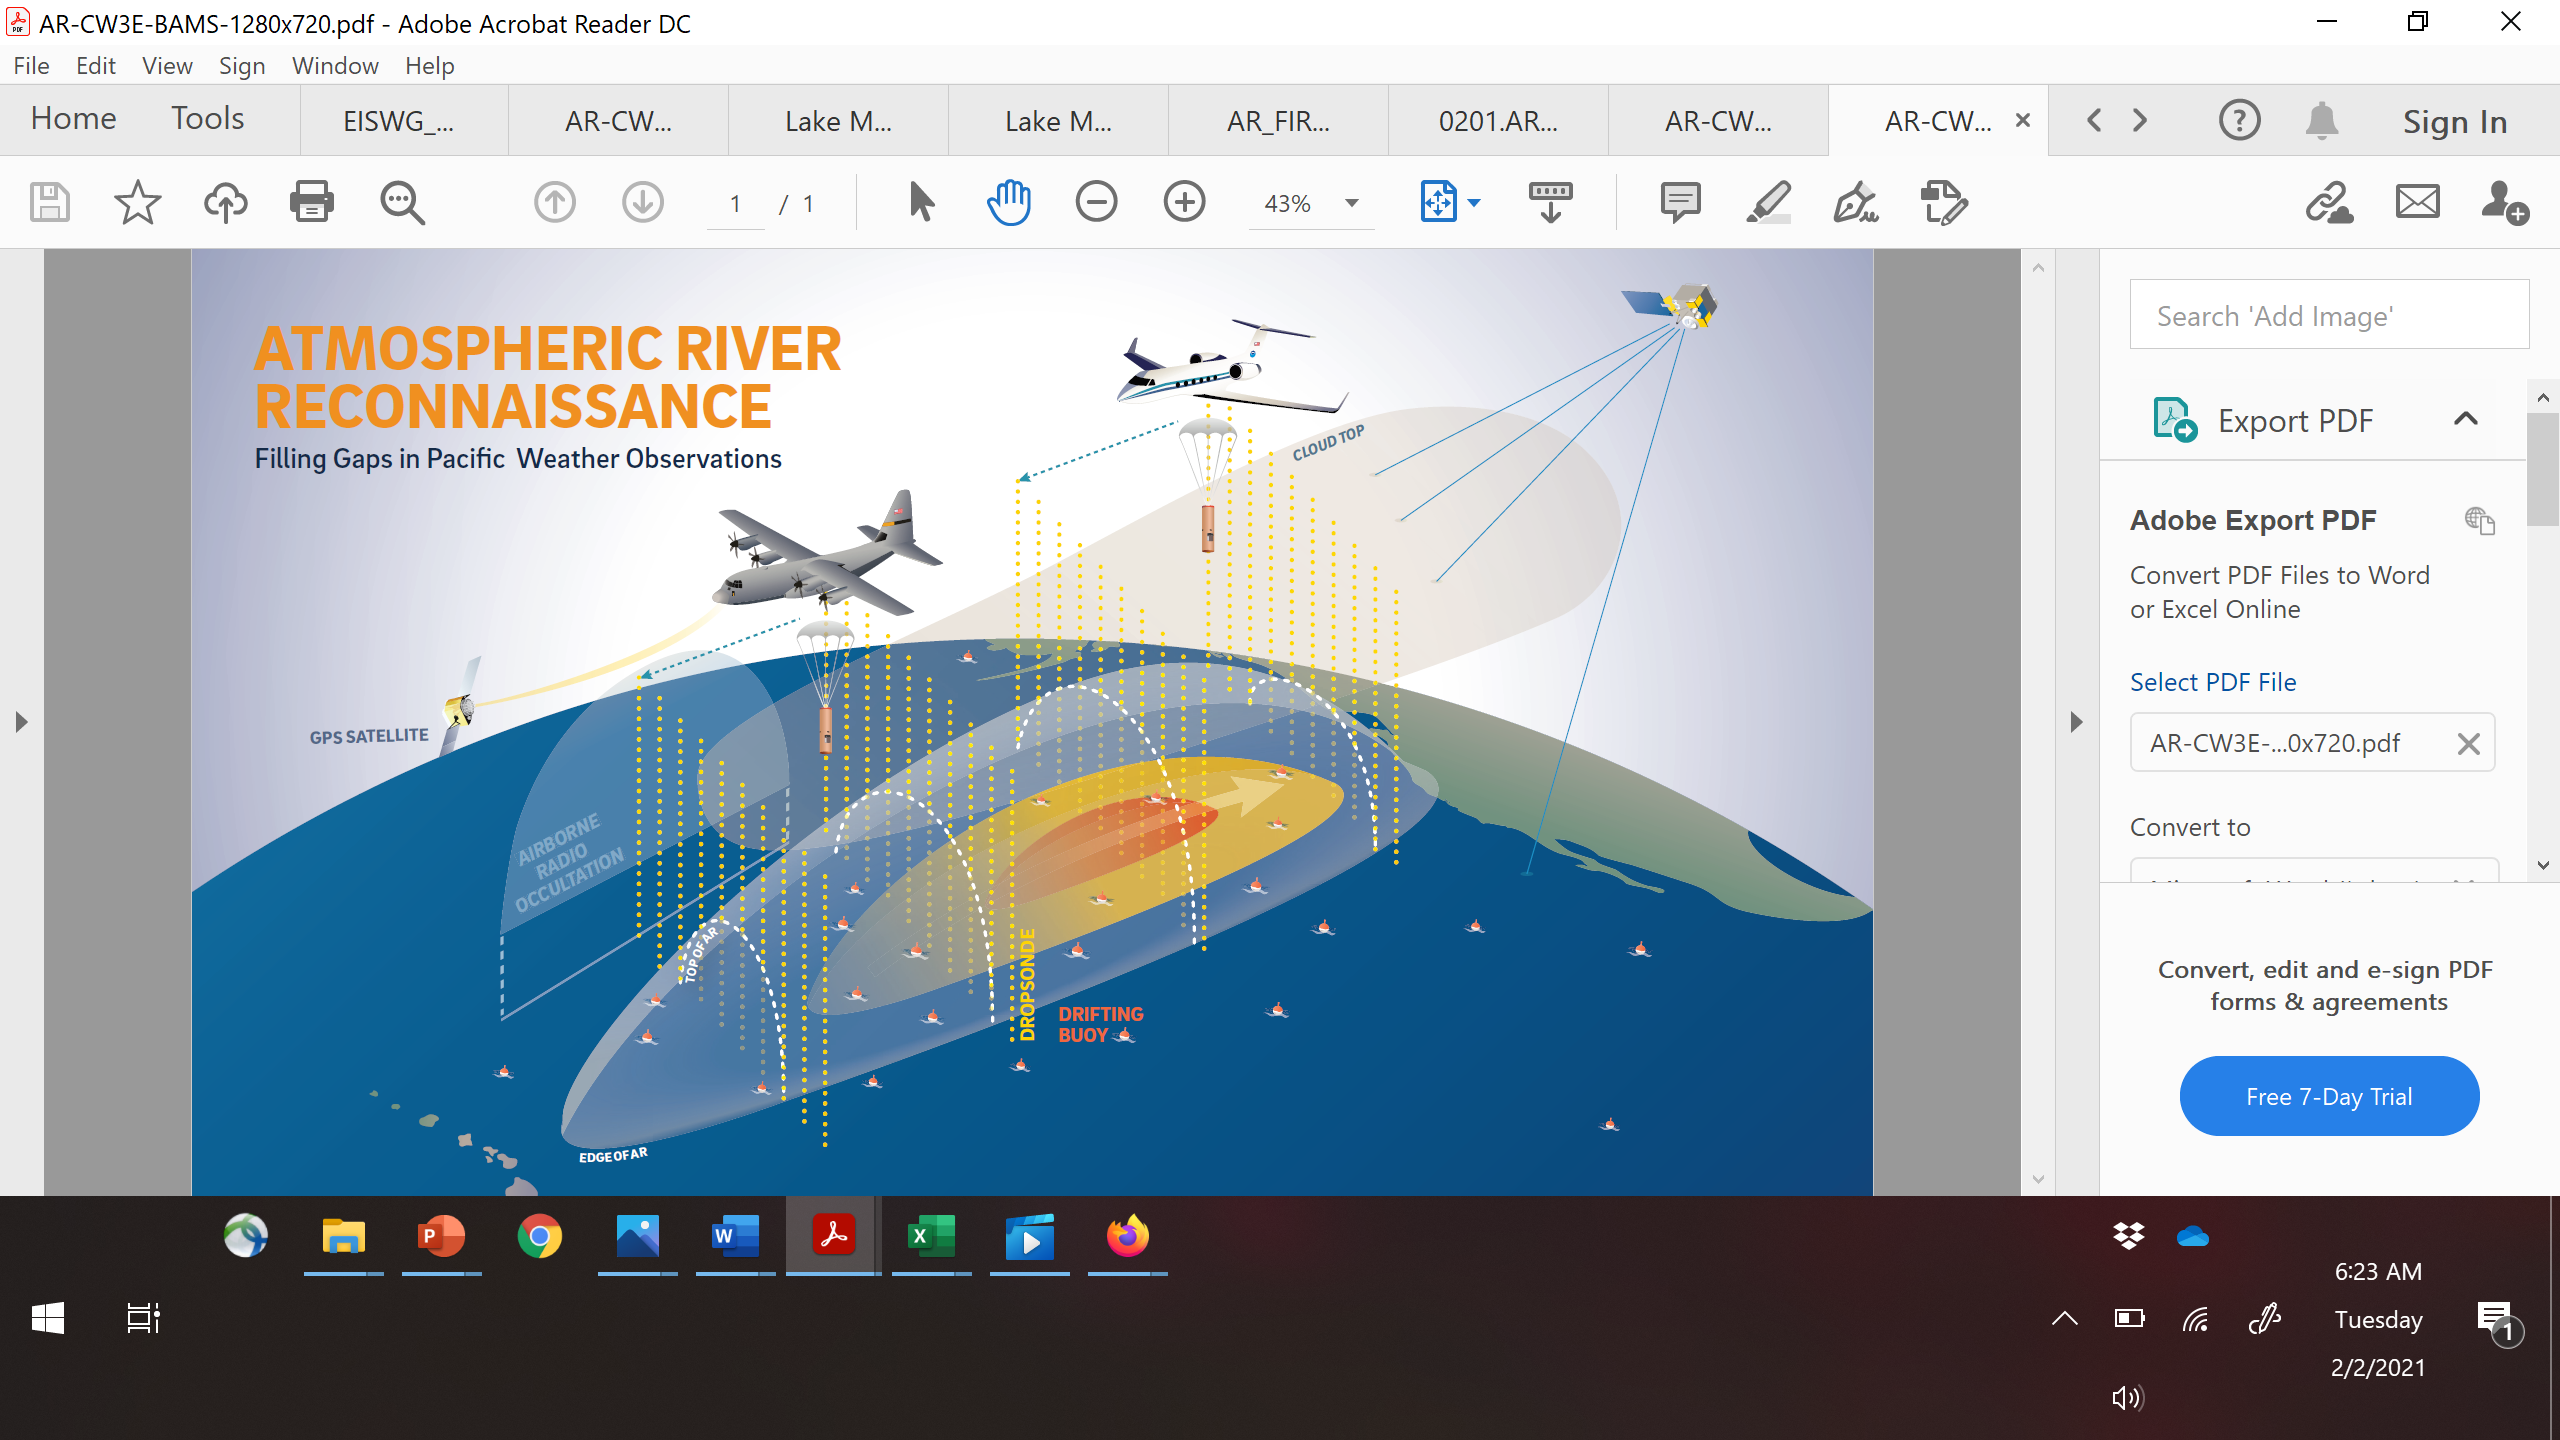 AR-CW3E-BAMS-1280x720.pdf - Adobe Acrobat Reader DC
File Edit View Sign Window Help
Home Tools EISWG_... AR-CW... Lake M... Lake M... AR_FIR... 0201.AR... AR-CW... AR-CW... Sign In
1 / 1 43%
ATMOSPHERIC RIVER
RECONNAISSANCE
Filling Gaps in Pacific Weather Observations
CLOUD TOP
GPS SATELLITE
AIRBORNE
RADIO
OCCULTATION
TOP OF AR
DROPSONDE
DRIFTING
BUOY
EDGE OF AR
Search 'Add Image'
Export PDF
Adobe Export PDF
Convert PDF Files to Word
or Excel Online
Select PDF File
AR-CW3E-...0x720.pdf
Convert to
Convert, edit and e-sign PDF
forms & agreements
Free 7-Day Trial
P W X
6:23 AM
Tuesday
2/2/2021
1